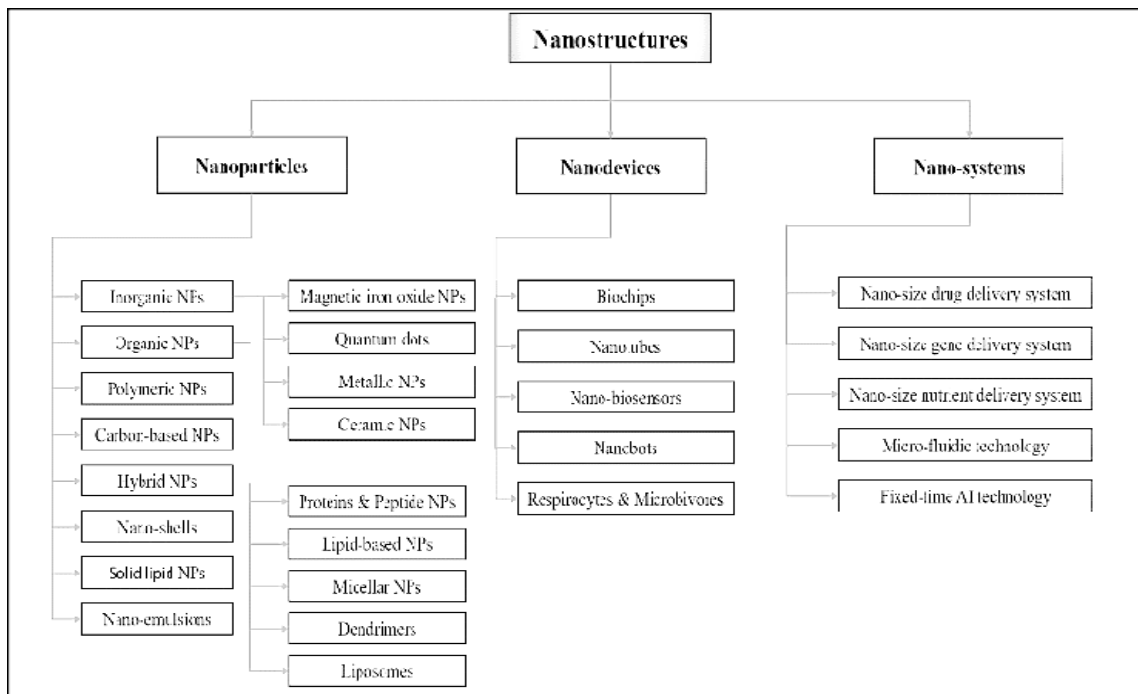 Nanostructures
Nanoparticles
Nanodevices
Nano-systems
Inorganic NPs
Organic NPs
Polymeric NPs
Carbon-based NPs
Hybrid NPs
Nano-shells
Solid lipid NPs
Nano-emulsions
Magnetic iron oxide NPs
Quantum dots
Metallic NPs
Ceramic NPs
Proteins & Peptide NPs
Lipid-based NPs
Micellar NPs
Dendrimers
Liposomes
Biochips
Nanotubes
Nano-biosensors
Nanobots
Respirocytes & Microbivores
Nano-size drug delivery system
Nano-size gene delivery system
Nano-size nutrient delivery system
Micro-fluidic technology
Fixed-time AI technology